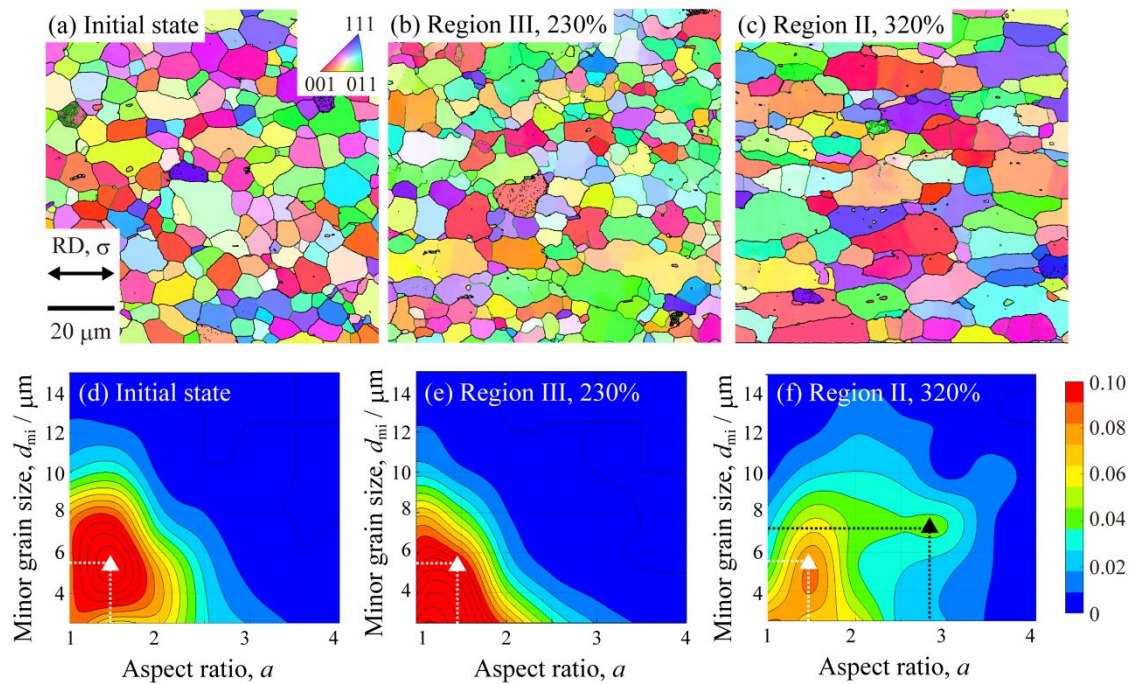 (a) Initial state
111
001 011
RD, σ
20 μm
(b) Region III, 230%
(c) Region II, 320%
(d) Initial state
14
12
10
8
6
4
1 2 3 4
Minor grain size, dmi / μm
Aspect ratio, a
(e) Region III, 230%
14
12
10
8
6
4
1 2 3 4
Minor grain size, dmi / μm
Aspect ratio, a
(f) Region II, 320%
14
12
10
8
6
4
1 2 3 4
Minor grain size, dmi / μm
Aspect ratio, a
0.10
0.08
0.06
0.04
0.02
0